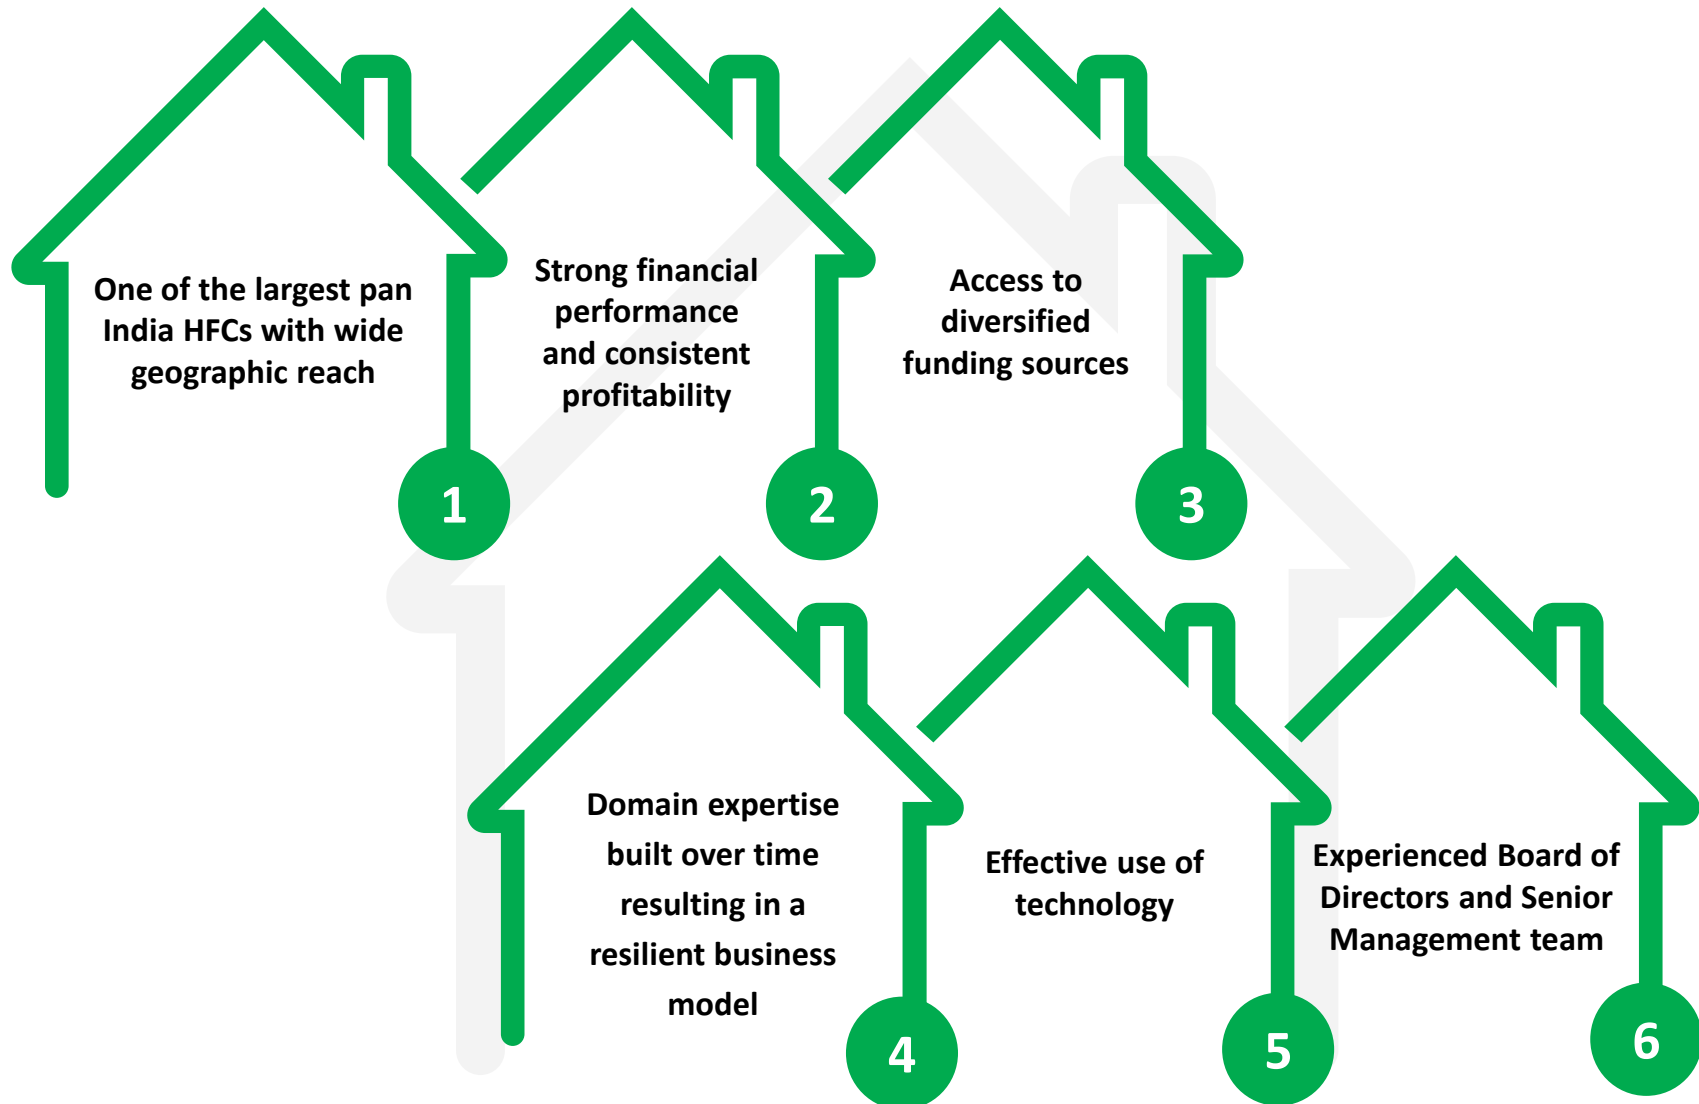 One of the largest pan
India HFCs with wide
geographic reach
1
Strong financial
performance
and consistent
profitability
2
Access to
diversified
funding sources
3
Domain expertise
built over time
resulting in a
resilient business
model
4
Effective use of
technology
5
Experienced Board of
Directors and Senior
Management team
6